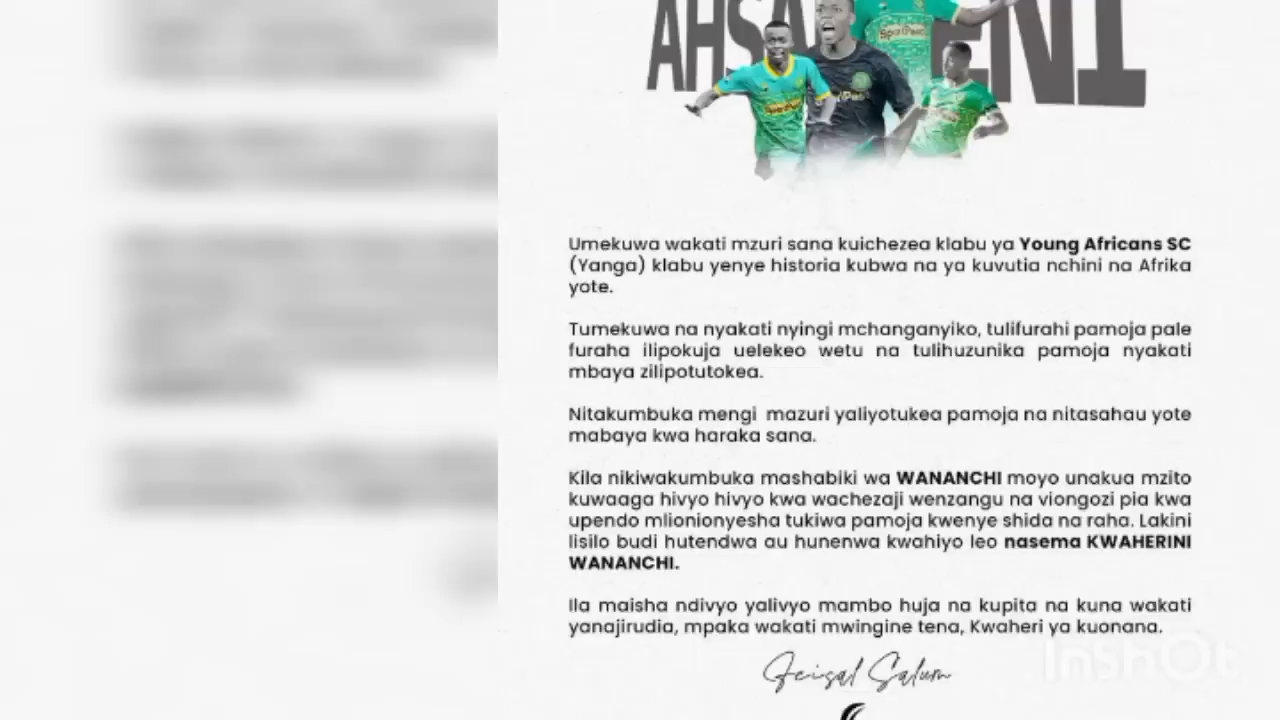 AHSA ENI
SportPesa
SportPesa
Umekuwa wakati mzuri sana kuichezea klabu ya Young Africans SC
(Yanga) klabu yenye historia kubwa na ya kuvutia nchini na Afrika
yote.
Tumekuwa na nyakati nyingi mchanganyiko, tulifurahi pamoja pale
furaha ilipokuja uelekeo wetu na tulihuzunika pamoja nyakati
mbaya zilipotutokea.
Nitakumbuka mengi mazuri yaliyotukea pamoja na nitasahau yote
mabaya kwa haraka sana.
Kila nikiwakumbuka mashabiki wa WANANCHI moyo unakua mzito
kuwaaga hivyo hivyo kwa wachezaji wenzangu na viongozi pia kwa
upendo mlionionyesha tukiwa pamoja kwenye shida na raha. Lakini
lisilo budi hutendwa au hunenwa kwahiyo leo nasema KWAHERINI
WANANCHI.
Ila maisha ndivyo yalivyo mambo huja na kupita na kuna wakati
yanajirudia, mpaka wakati mwingine tena, Kwaheri ya kuonana.
Feisal Salum
InShOt